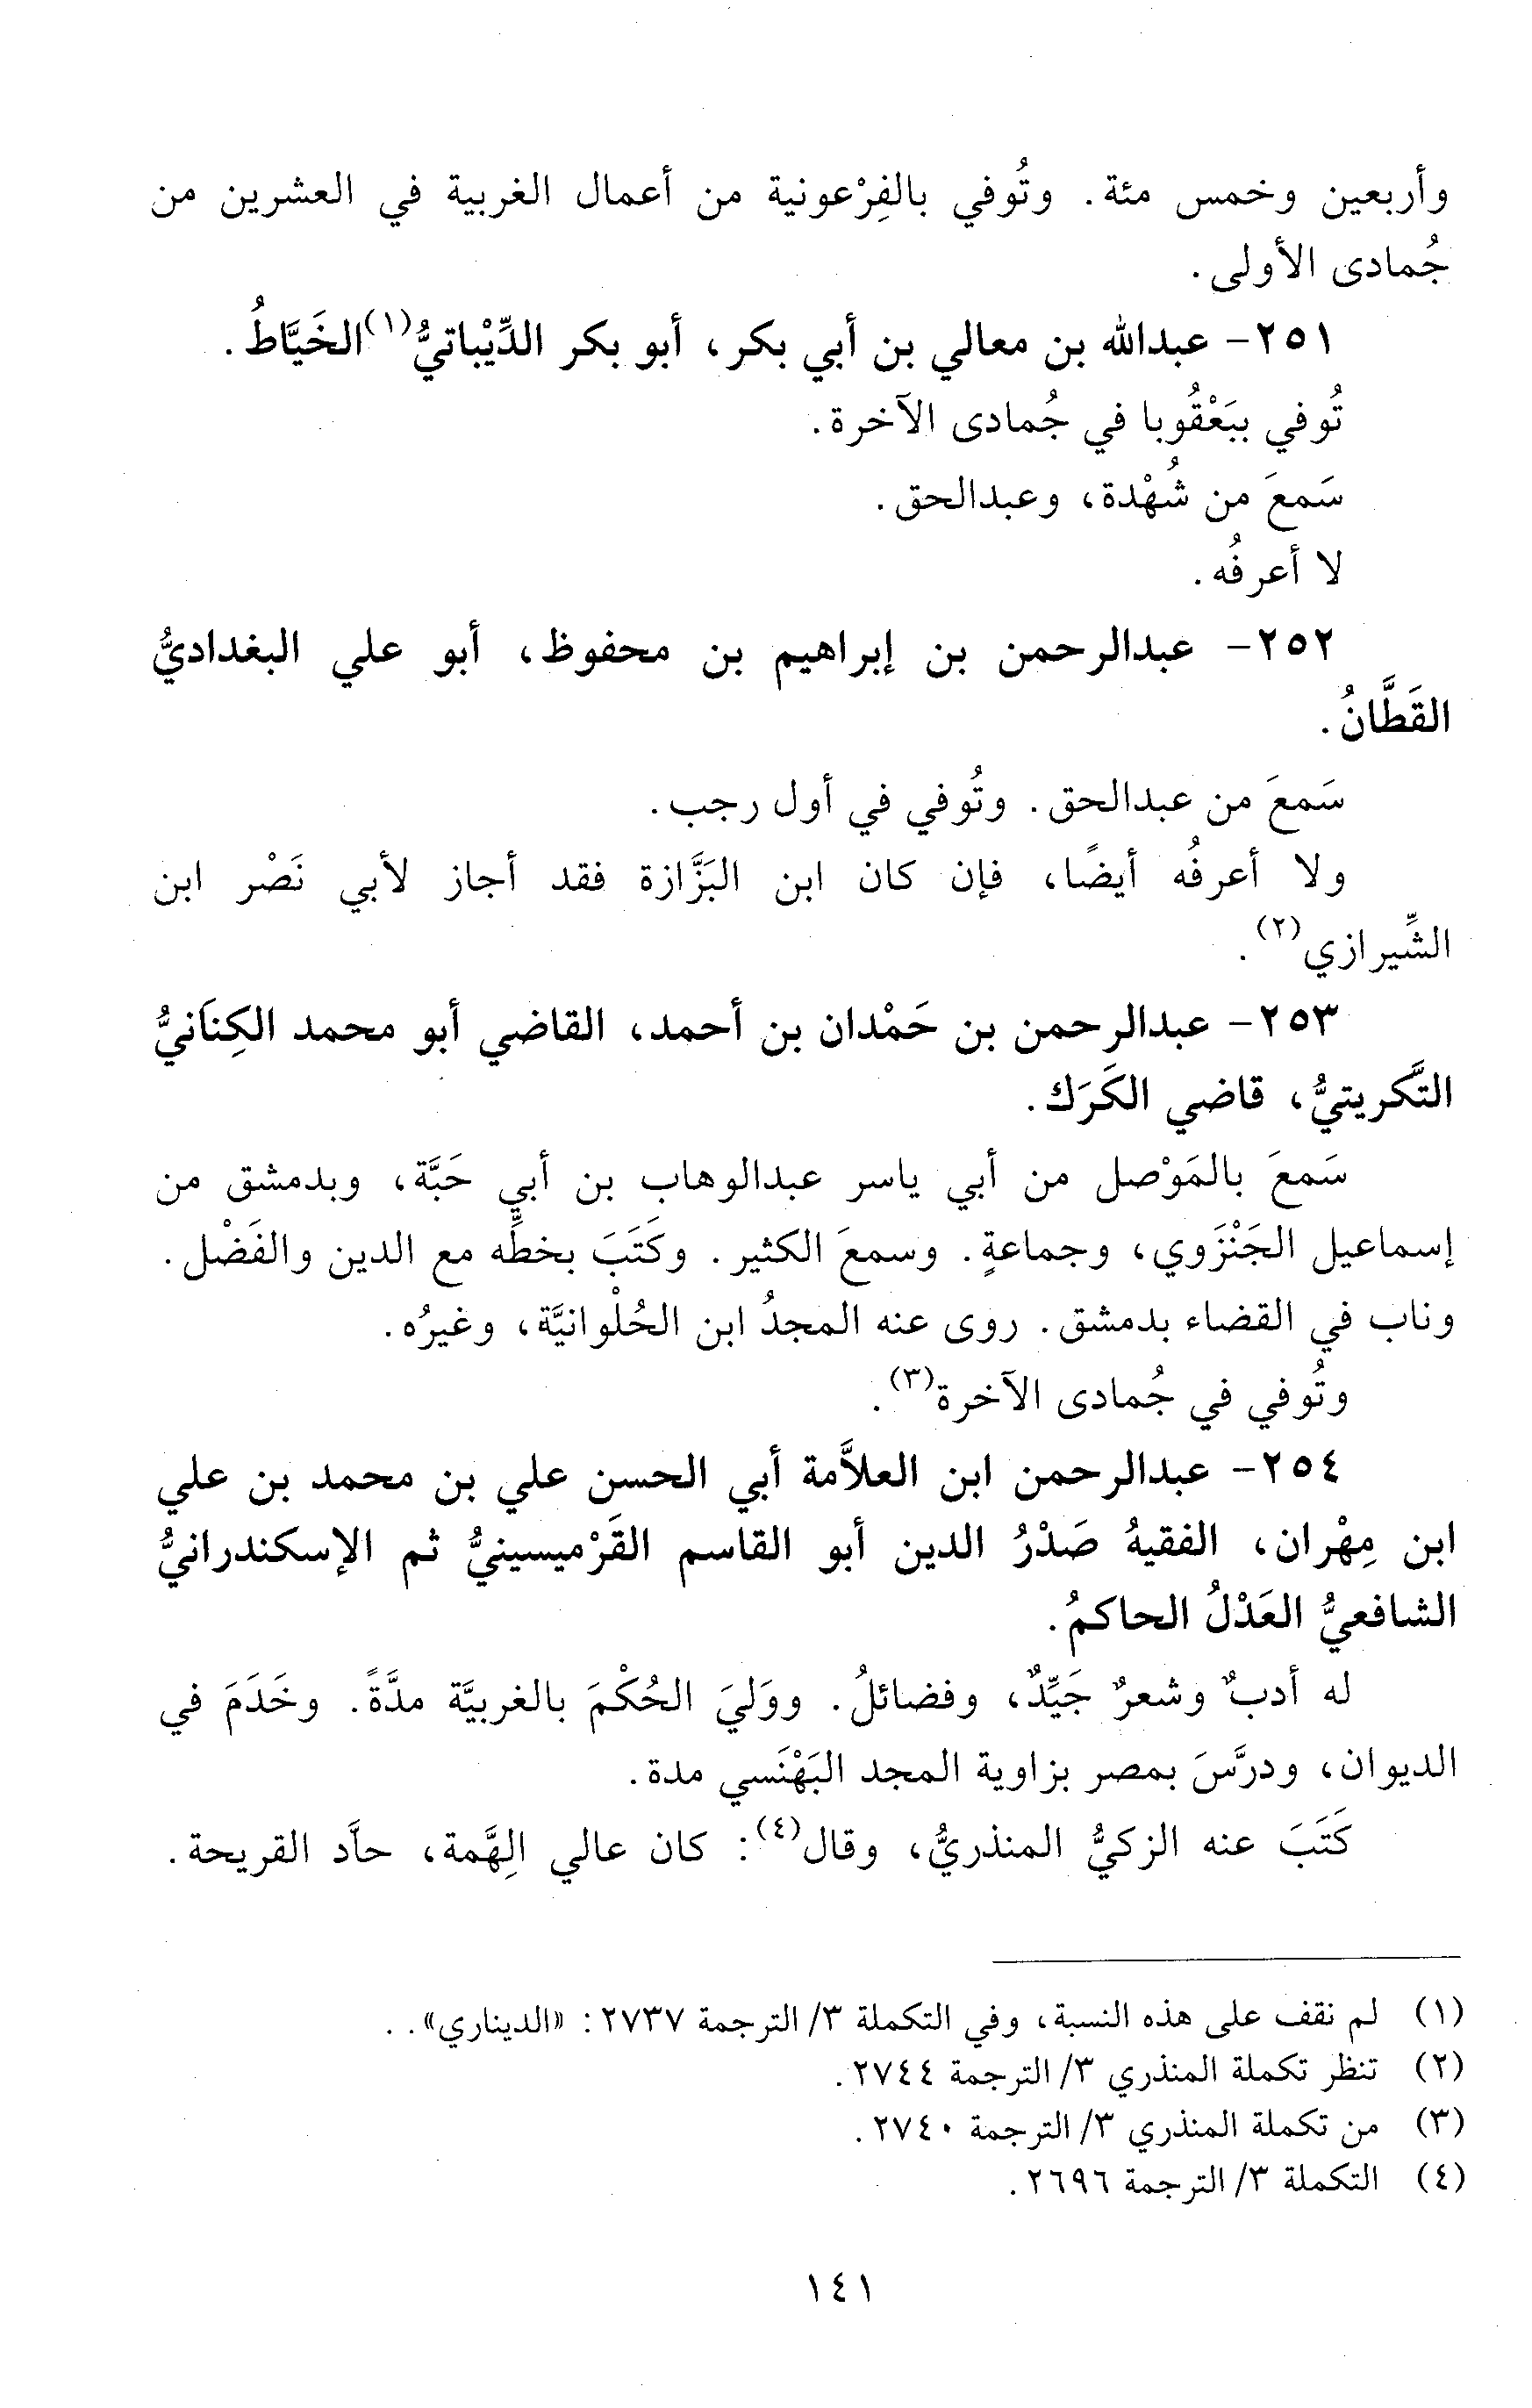 وأربعين وخمس مئة. وتُوفي بالفِرْعونية من أعمال الغربية في العشرين من
جُمادى الأولى.
٢٥١- عبدالله بن معالي بن أبي بكر، أبو بكر الدِّيْباتيُّ(١) الخَيَّاطُ.
تُوفي ببَعْقُوبا في جُمادى الآخرة.
سَمعَ من شُهْدة، وعبدالحق.
لا أعرفُه.
٢٥٢- عبدالرحمن بن إبراهيم بن محفوظ، أبو علي البغداديُّ
القَطَّانُ.
سَمعَ من عبدالحق. وتُوفي في أول رجب.
ولا أعرفُه أيضًا، فإن كان ابن البَزَّازة فقد أجاز لأبي نَصْر ابن
الشِّيرازي(٢).
٢٥٣- عبدالرحمن بن حَمْدان بن أحمد، القاضي أبو محمد الكِنَانيُّ
التَّكريتيُّ، قاضي الكَرَك.
سَمعَ بالمَوْصل من أبي ياسر عبدالوهاب بن أبي حَبَّة، وبدمشق من
إسماعيل الجَنْزَوي، وجماعةٍ. وسمعَ الكثير. وكَتَبَ بخطِّه مع الدين والفَضْل.
وناب في القضاء بدمشق. روى عنه المجدُ ابن الحُلْوانيَّة، وغيرُه.
وتُوفي في جُمادى الآخرة(٣).
٢٥٤- عبدالرحمن ابن العلاَّمة أبي الحسن علي بن محمد بن علي
ابن مِهْران، الفقيهُ صَدْرُ الدين أبو القاسم القَرْميسينيُّ ثم الإسكندرانيُّ
الشافعيُّ العَدْلُ الحاكمُ.
له أدبٌ وشعرٌ جَيِّدٌ، وفضائلُ. ووَليَ الحُكْمَ بالغربيَّة مدَّةً. وخَدَمَ في
الديوان، ودرَّسَ بمصر بزاوية المجد البَهْنَسي مدة.
كَتَبَ عنه الزكيُّ المنذريُّ، وقال(٤): كان عالي الِهَّمة، حادَّ القريحة.
(١) لم نقف على هذه النسبة، وفي التكملة ٣/ الترجمة ٢٧٣٧: «الديناري»..
(٢) تنظر تكملة المنذري ٣/ الترجمة ٢٧٤٤.
(٣) من تكملة المنذري ٣/ الترجمة ٢٧٤٠.
(٤) التكملة ٣/ الترجمة ٢٦٩٦.
١٤١